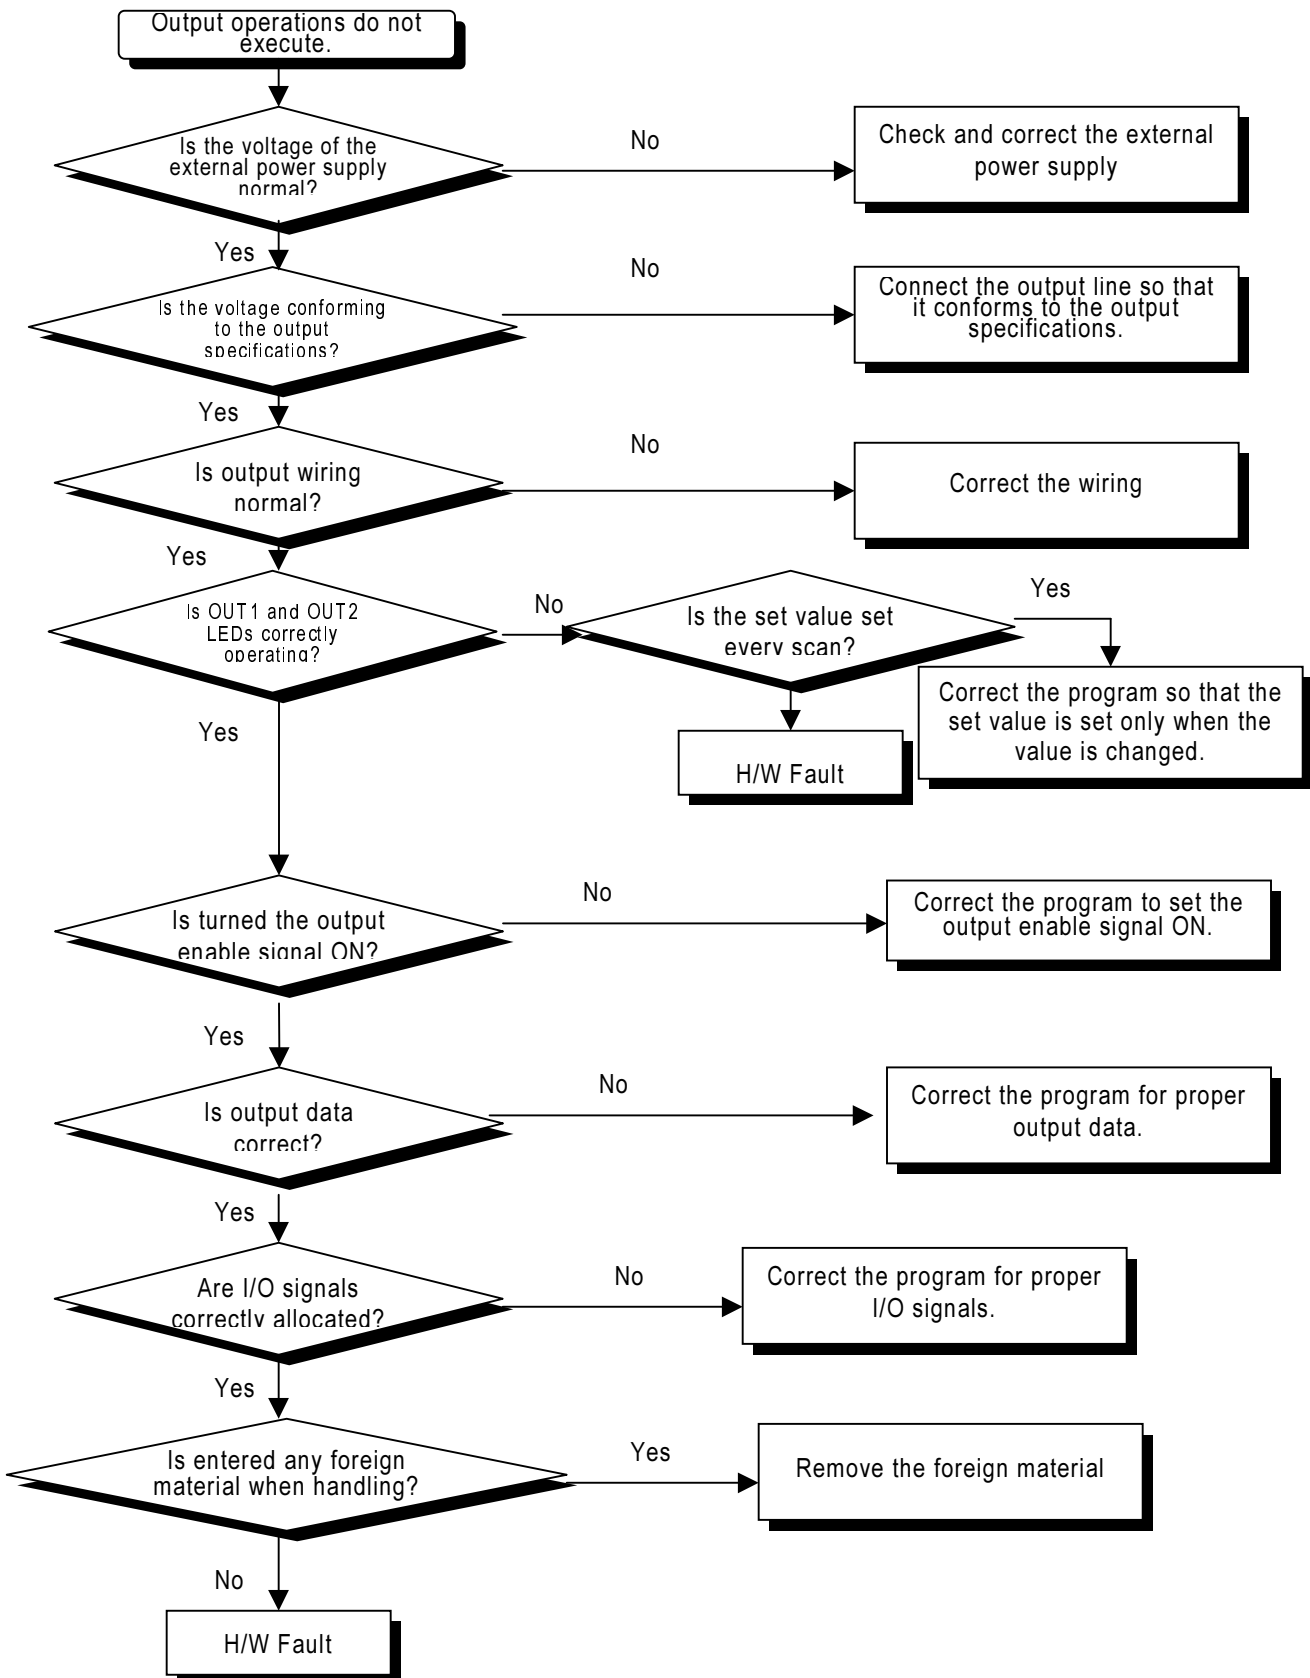 Output operations do not
execute.
Is the voltage of the
external power supply
normal?
No
Check and correct the external
power supply
Yes
Is the voltage conforming
to the output
specifications?
No
Connect the output line so that
it conforms to the output
specifications.
Yes
Is output wiring
normal?
No
Correct the wiring
Yes
Is OUT1 and OUT2
LEDs correctly
operating?
No
Is the set value set
every scan?
Yes
Correct the program so that the
set value is set only when the
value is changed.
H/W Fault
Yes
Is turned the output
enable signal ON?
No
Correct the program to set the
output enable signal ON.
Yes
Is output data
correct?
No
Correct the program for proper
output data.
Yes
Are I/O signals
correctly allocated?
No
Correct the program for proper
I/O signals.
Yes
Is entered any foreign
material when handling?
Yes
Remove the foreign material
No
H/W Fault